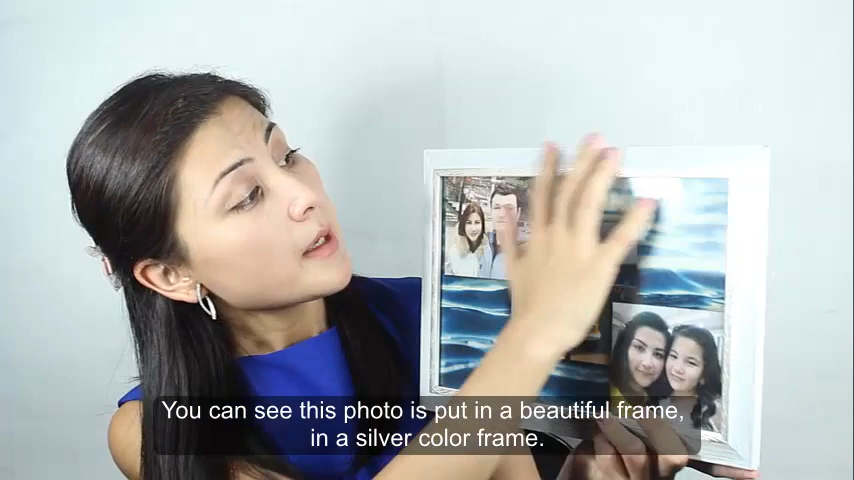 You can see this photo is put in a beautiful frame,
in a silver color frame.